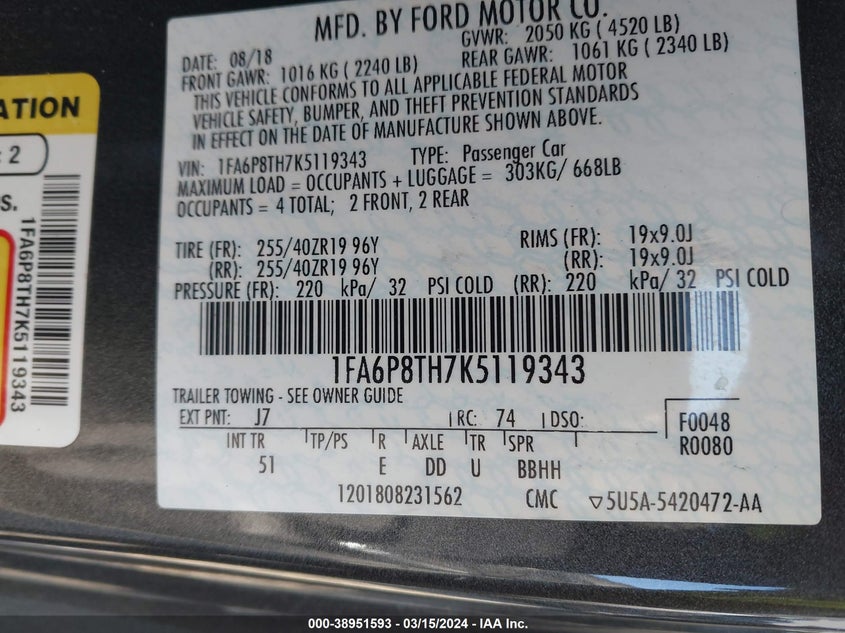 MFD. BY FORD MOTOR CO.
DATE: 08/18 GVWR: 2050 KG ( 4520 LB)
FRONT GAWR: 1016 KG ( 2240 LB) REAR GAWR: 1061 KG ( 2340 LB)
THIS VEHICLE CONFORMS TO ALL APPLICABLE FEDERAL MOTOR
VEHICLE SAFETY, BUMPER, AND THEFT PREVENTION STANDARDS
IN EFFECT ON THE DATE OF MANUFACTURE SHOWN ABOVE.
VIN: 1FA6P8TH7K5119343 TYPE: Passenger Car
MAXIMUM LOAD = OCCUPANTS + LUGGAGE = 303KG/ 668LB
OCCUPANTS = 4 TOTAL; 2 FRONT, 2 REAR
TIRE (FR): 255/40ZR19 96Y RIMS (FR): 19x9.0J
(RR): 255/40ZR19 96Y (RR): 19x9.0J
PRESSURE (FR): 220 kPa/ 32 PSI COLD (RR): 220 kPa/ 32 PSI COLD
1FA6P8TH7K5119343
TRAILER TOWING - SEE OWNER GUIDE
EXT PNT: J7 RC: 74 DSO: F0048
R0080
INT TR TP/PS R AXLE TR SPR
51 E DD U BBHH
1201808231562 CMC ▽5U5A-5420472-AA
ATION
: 2
S.
1FA6P8TH7K5119343
000-38951593 - 03/15/2024 - IAA Inc.